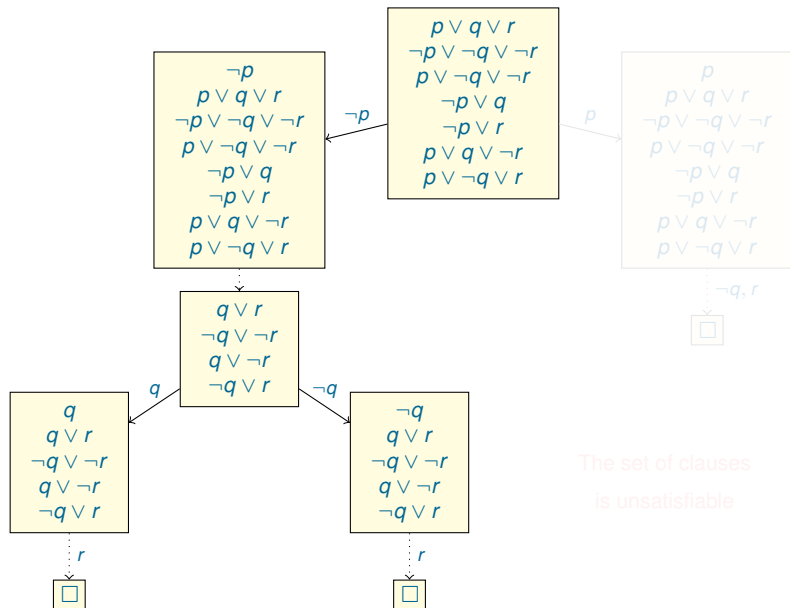 p ∨ q ∨ r
¬p ∨ ¬q ∨ ¬r
p ∨ ¬q ∨ ¬r
¬p ∨ q
¬p ∨ r
p ∨ q ∨ ¬r
p ∨ ¬q ∨ r
¬p
p
¬p
p ∨ q ∨ r
¬p ∨ ¬q ∨ ¬r
p ∨ ¬q ∨ ¬r
¬p ∨ q
¬p ∨ r
p ∨ q ∨ ¬r
p ∨ ¬q ∨ r
p
p ∨ q ∨ r
¬p ∨ ¬q ∨ ¬r
p ∨ ¬q ∨ ¬r
¬p ∨ q
¬p ∨ r
p ∨ q ∨ ¬r
p ∨ ¬q ∨ r
¬q, r
□
q ∨ r
¬q ∨ ¬r
q ∨ ¬r
¬q ∨ r
q
¬q
q
q ∨ r
¬q ∨ ¬r
q ∨ ¬r
¬q ∨ r
r
□
¬q
q ∨ r
¬q ∨ ¬r
q ∨ ¬r
¬q ∨ r
r
□
The set of clauses
is unsatisfiable